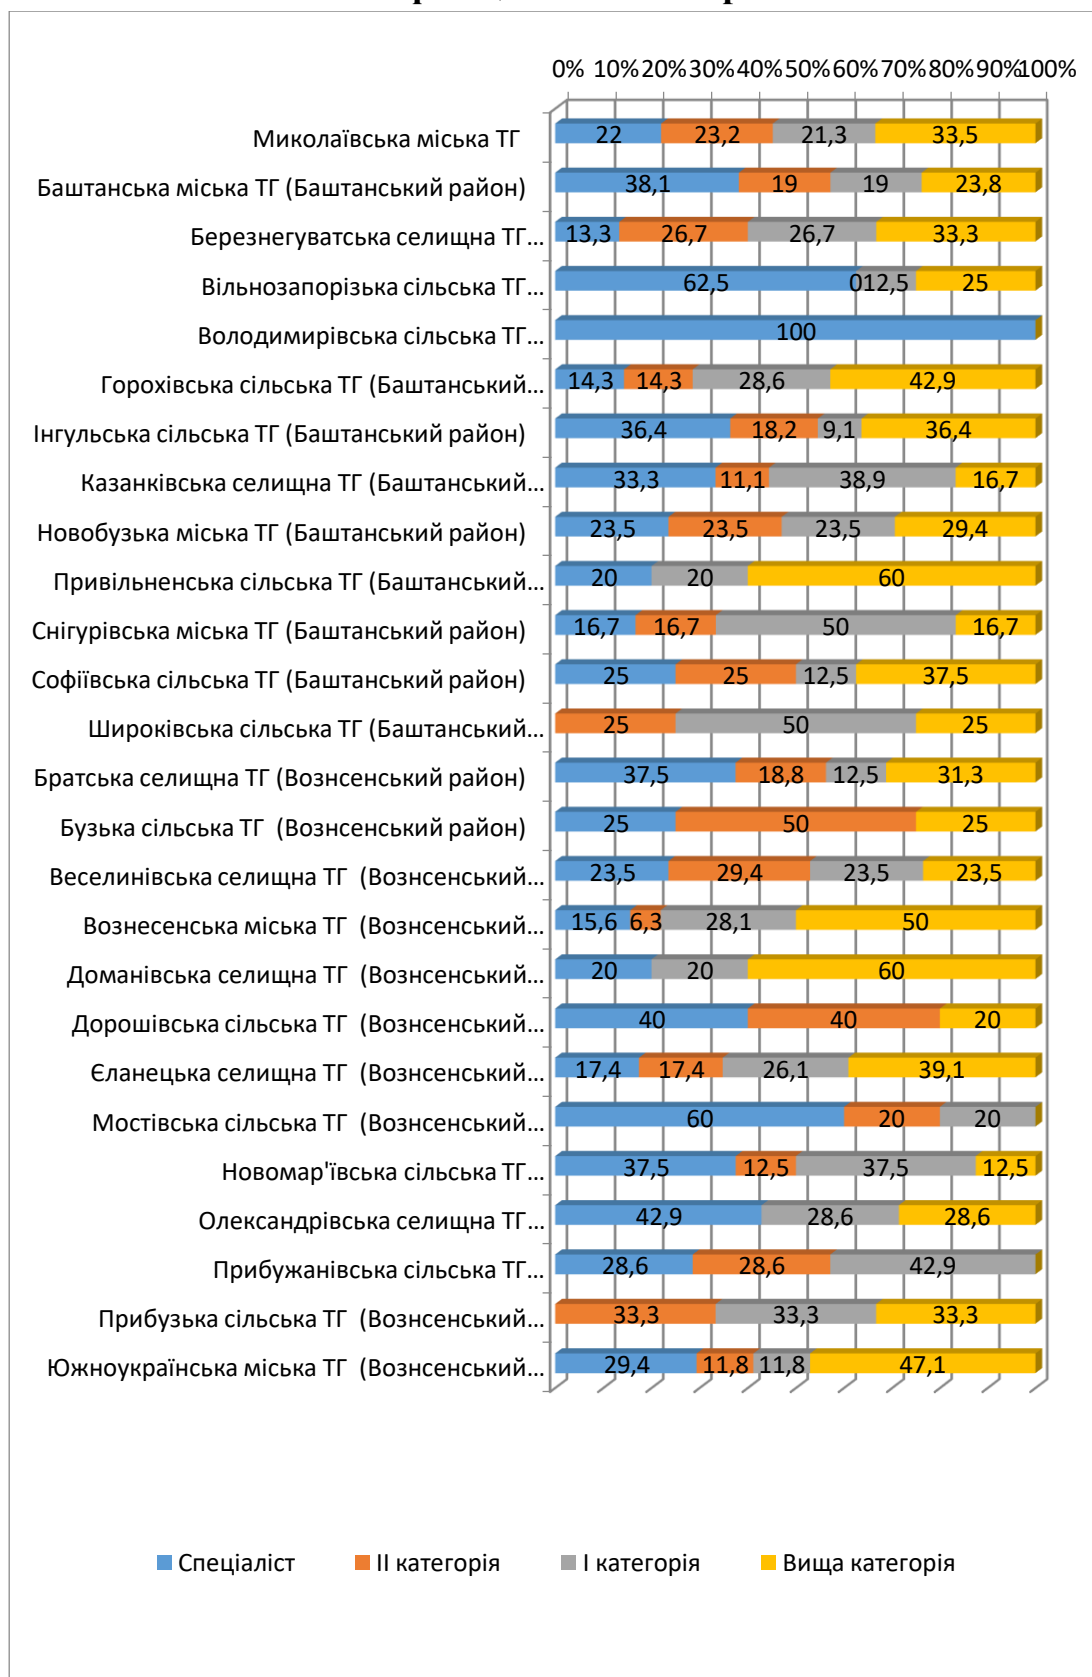 0% 10% 20% 30% 40% 50% 60% 70% 80% 90% 100%
Миколаївська міська ТГ 22 23,2 21,3 33,5
Баштанська міська ТГ (Баштанський район) 38,1 19 19 23,8
Березнегуватська селищна ТГ... 13,3 26,7 26,7 33,3
Вільнозапорізька сільська ТГ... 62,5 0 12,5 25
Володимирівська сільська ТГ... 100
Горохівська сільська ТГ (Баштанський... 14,3 14,3 28,6 42,9
Інгульська сільська ТГ (Баштанський район) 36,4 18,2 9,1 36,4
Казанківська селищна ТГ (Баштанський... 33,3 11,1 38,9 16,7
Новобузька міська ТГ (Баштанський район) 23,5 23,5 23,5 29,4
Привільненська сільська ТГ (Баштанський... 20 20 60
Снігурівська міська ТГ (Баштанський район) 16,7 16,7 50 16,7
Софіївська сільська ТГ (Баштанський район) 25 25 12,5 37,5
Широківська сільська ТГ (Баштанський... 25 50 25
Братська селищна ТГ (Вознсенський район) 37,5 18,8 12,5 31,3
Бузька сільська ТГ (Вознсенський район) 25 50 25
Веселинівська селищна ТГ (Вознсенський... 23,5 29,4 23,5 23,5
Вознесенська міська ТГ (Вознсенський... 15,6 6,3 28,1 50
Доманівська селищна ТГ (Вознсенський... 20 20 60
Дорошівська сільська ТГ (Вознсенський... 40 40 20
Єланецька селищна ТГ (Вознсенський... 17,4 17,4 26,1 39,1
Мостівська сільська ТГ (Вознсенський... 60 20 20
Новомар'ївська сільська ТГ... 37,5 12,5 37,5 12,5
Олександрівська селищна ТГ... 42,9 28,6 28,6
Прибужанівська сільська ТГ... 28,6 28,6 42,9
Прибузька сільська ТГ (Вознсенський... 33,3 33,3 33,3
Южноукраїнська міська ТГ (Вознсенський... 29,4 11,8 11,8 47,1
Спеціаліст ІІ категорія І категорія Вища категорія